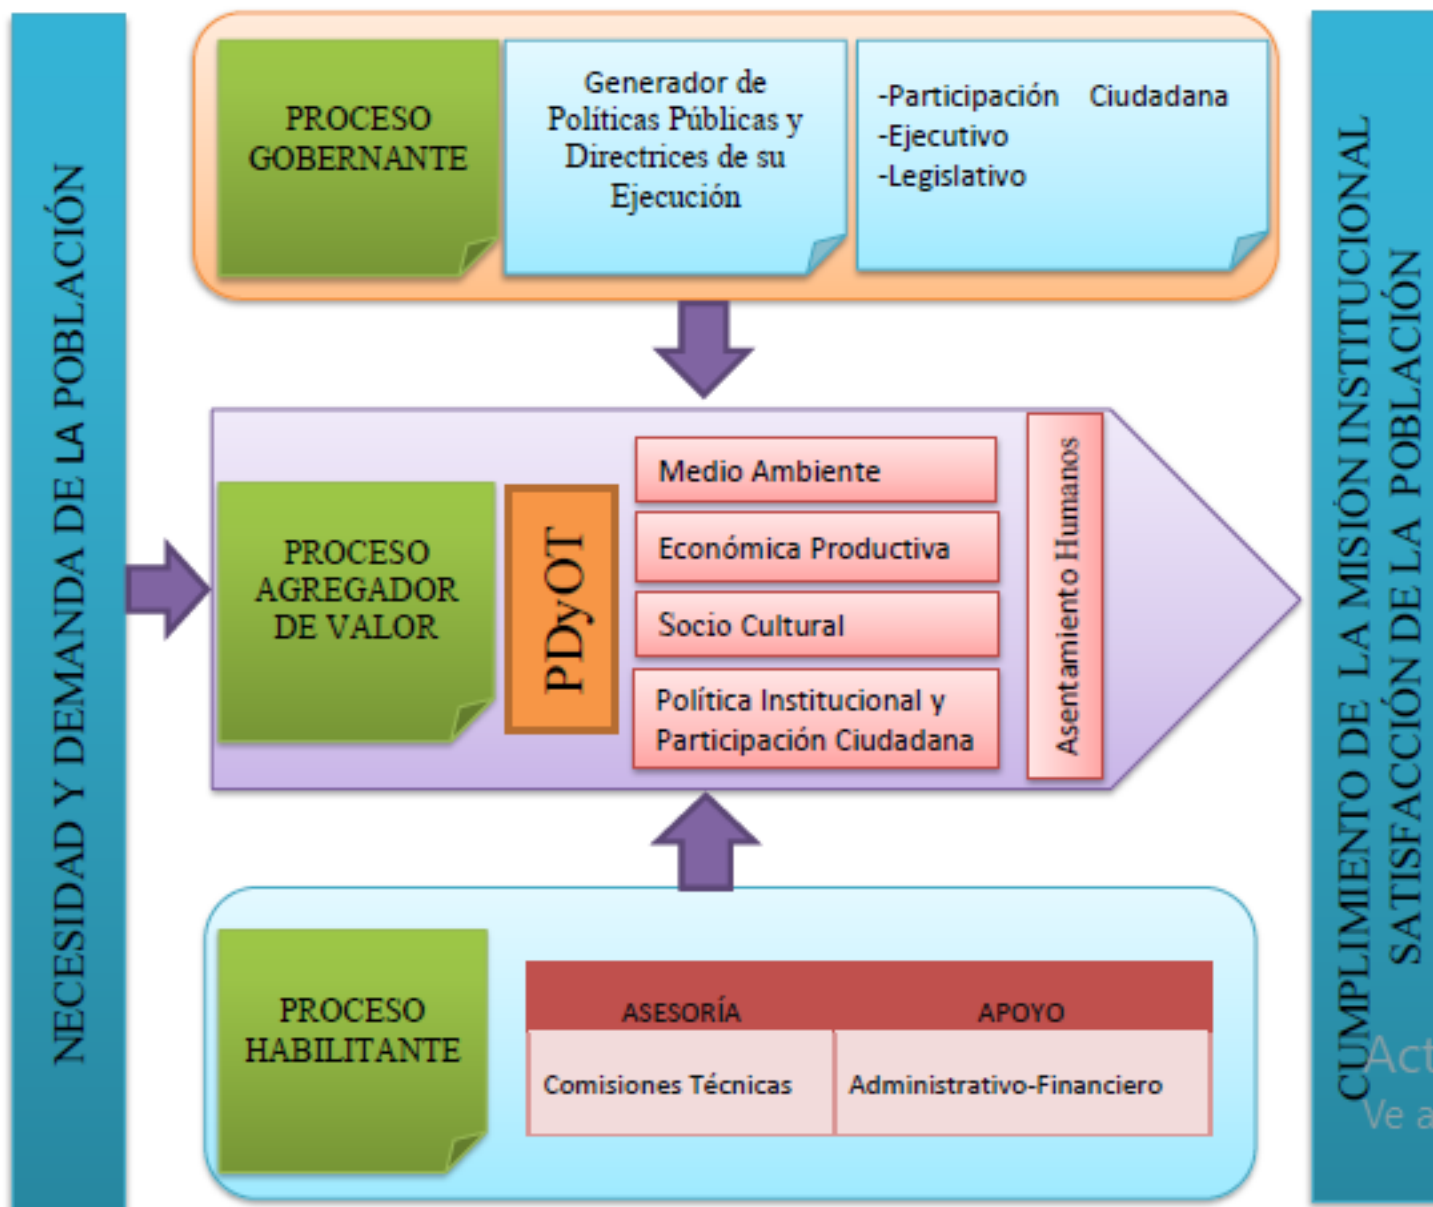 NECESIDAD Y DEMANDA DE LA POBLACIÓN
PROCESO
GOBERNANTE
Generador de
Políticas Públicas y
Directrices de su
Ejecución
-Participación Ciudadana
-Ejecutivo
-Legislativo
PROCESO
AGREGADOR
DE VALOR
PDyOT
Medio Ambiente
Económica Productiva
Socio Cultural
Política Institucional y
Participación Ciudadana
Asentamiento Humanos
PROCESO
HABILITANTE
ASESORÍA APOYO
Comisiones Técnicas Administrativo-Financiero
CUMPLIMIENTO DE LA MISIÓN INSTITUCIONAL
SATISFACCIÓN DE LA POBLACIÓN
Act
Ve a